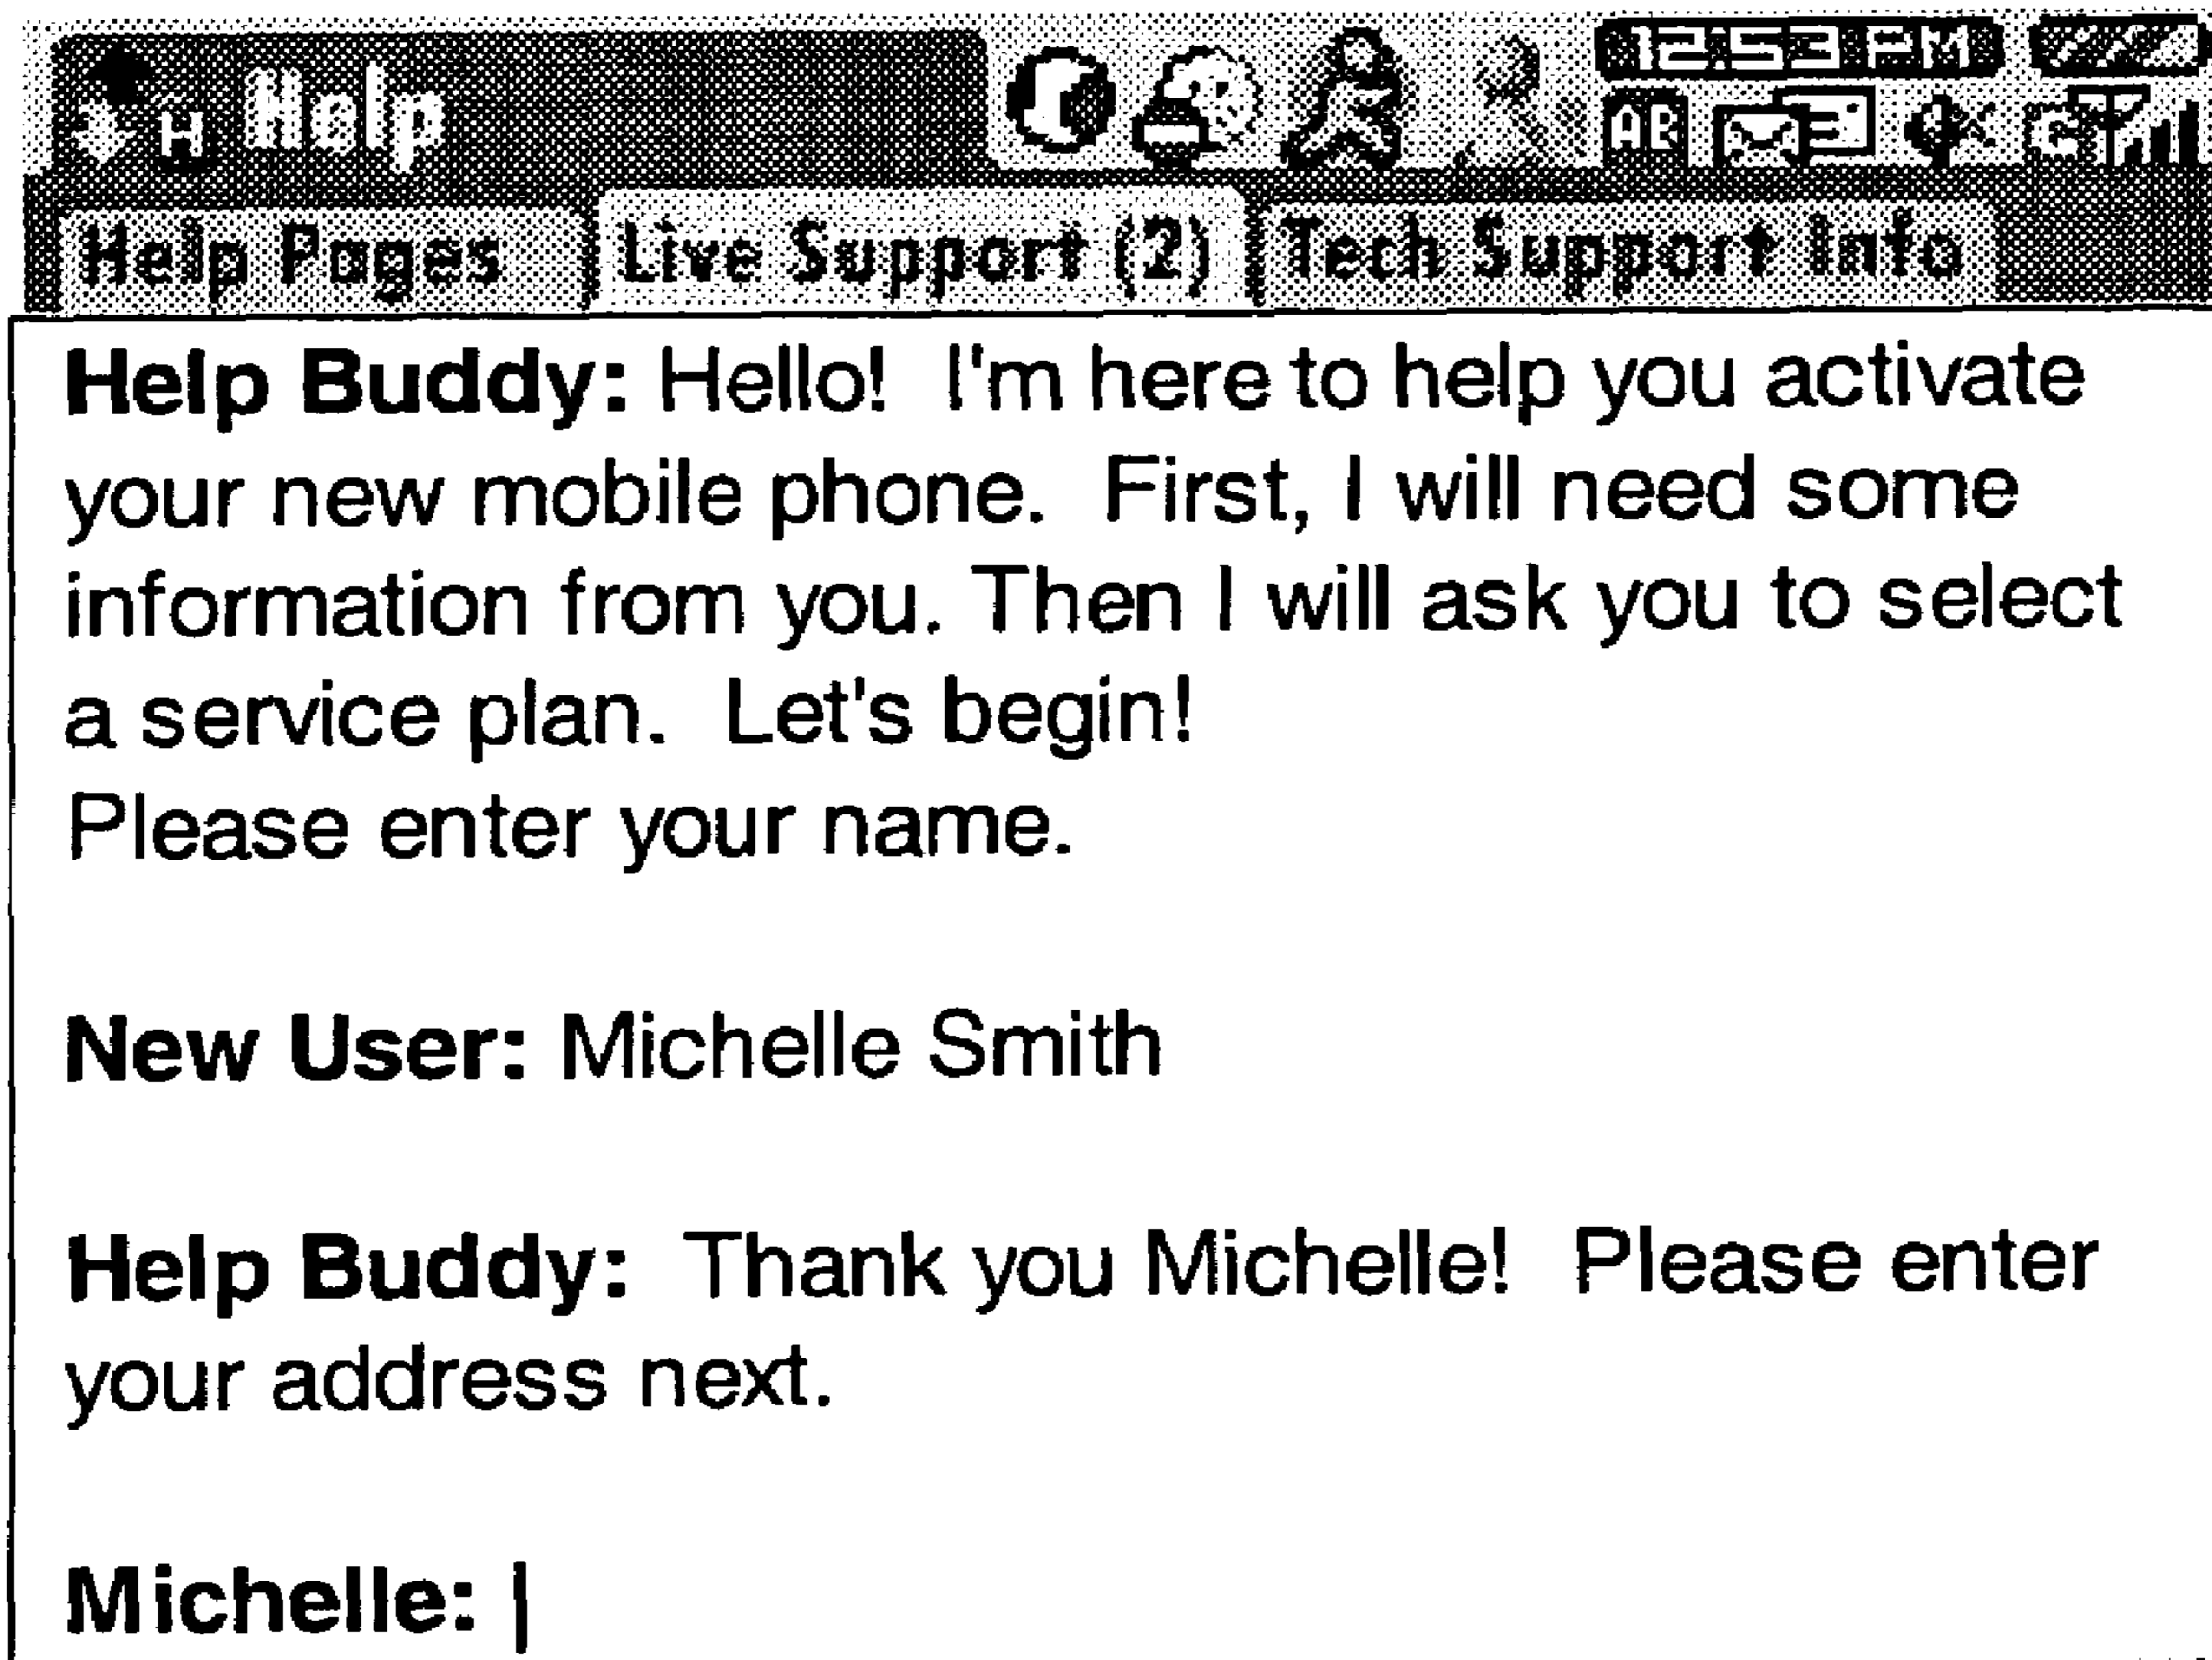 12:53 PM
H Help
AB
Help Pages Live Support (2) Tech Support Info
Help Buddy: Hello!  I'm here to help you activate
your new mobile phone.  First, I will need some
information from you. Then I will ask you to select
a service plan.  Let's begin!
Please enter your name.
New User: Michelle Smith
Help Buddy:  Thank you Michelle!  Please enter
your address next.
Michelle: |